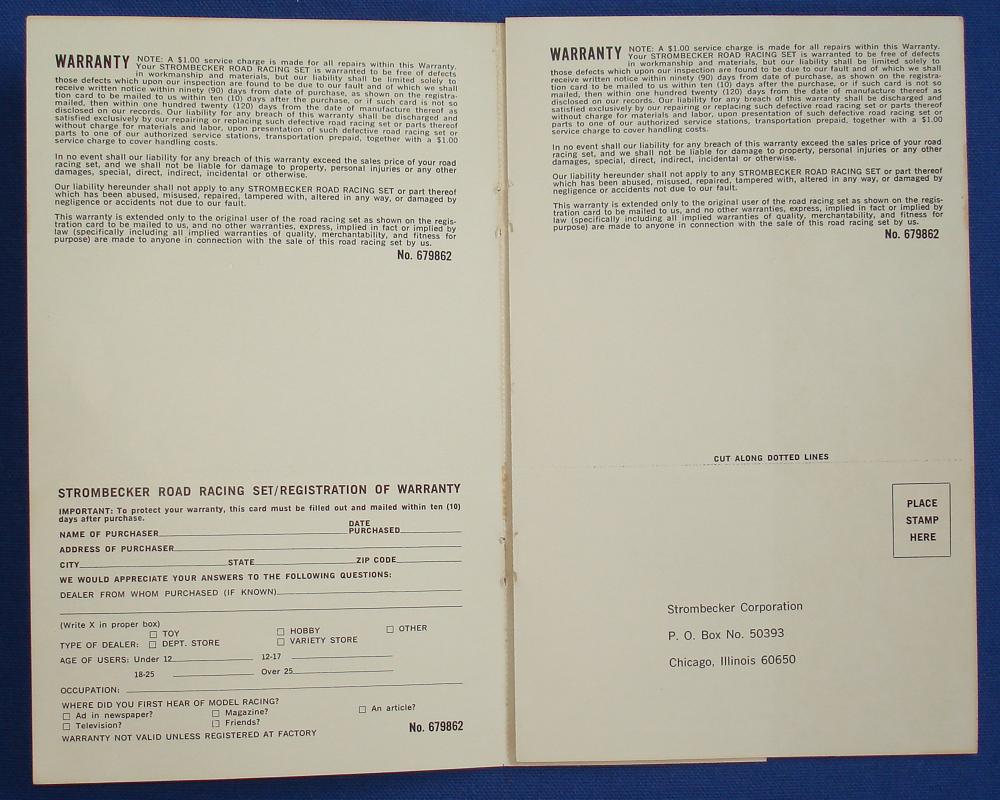 WARRANTY NOTE: A $1.00 service charge is made for all repairs within this Warranty.
Your STROMBECKER ROAD RACING SET is warranted to be free of defects
in workmanship and materials, but our liability shall be limited solely to
those defects which upon our inspection are found to be due to our fault and of which we shall
receive written notice within ninety (90) days from date of purchase, as shown on the registra-
tion card to be mailed to us within ten (10) days after the purchase, or if such card is not so
mailed, then within one hundred twenty (120) days from the date of manufacture thereof as
disclosed on our records. Our liability for any breach of this warranty shall be discharged and
satisfied exclusively by our repairing or replacing such defective road racing set or parts thereof
without charge for materials and labor, upon presentation of such defective road racing set or
parts to one of our authorized service stations, transportation prepaid, together with a $1.00
service charge to cover handling costs.
In no event shall our liability for any breach of this warranty exceed the sales price of your road
racing set, and we shall not be liable for damage to property, personal injuries or any other
damages, special, direct, indirect, incidental or otherwise.
Our liability hereunder shall not apply to any STROMBECKER ROAD RACING SET or part thereof
which has been abused, misused, repaired, tampered with, altered in any way, or damaged by
negligence or accidents not due to our fault.
This warranty is extended only to the original user of the road racing set as shown on the regis-
tration card to be mailed to us, and no other warranties, express, implied in fact or implied by
law (specifically including all implied warranties of quality, merchantability, and fitness for
purpose) are made to anyone in connection with the sale of this road racing set by us.
No. 679862
STROMBECKER ROAD RACING SET/REGISTRATION OF WARRANTY
IMPORTANT: To protect your warranty, this card must be filled out and mailed within ten (10)
days after purchase.
NAME OF PURCHASER DATE PURCHASED
ADDRESS OF PURCHASER
CITY STATE ZIP CODE
WE WOULD APPRECIATE YOUR ANSWERS TO THE FOLLOWING QUESTIONS:
DEALER FROM WHOM PURCHASED (IF KNOWN)
(Write X in proper box)
TYPE OF DEALER: □ TOY □ HOBBY □ OTHER
□ DEPT. STORE □ VARIETY STORE
AGE OF USERS: Under 12 12-17
18-25 Over 25
OCCUPATION:
WHERE DID YOU FIRST HEAR OF MODEL RACING?
□ Ad in newspaper? □ Magazine? □ An article?
□ Television? □ Friends?
No. 679862
WARRANTY NOT VALID UNLESS REGISTERED AT FACTORY
WARRANTY NOTE: A $1.00 service charge is made for all repairs within this Warranty.
Your STROMBECKER ROAD RACING SET is warranted to be free of defects
in workmanship and materials, but our liability shall be limited solely to
those defects which upon our inspection are found to be due to our fault and of which we shall
receive written notice within ninety (90) days from date of purchase, as shown on the registra-
tion card to be mailed to us within ten (10) days after the purchase, or if such card is not so
mailed, then within one hundred twenty (120) days from the date of manufacture thereof as
disclosed on our records. Our liability for any breach of this warranty shall be discharged and
satisfied exclusively by our repairing or replacing such defective road racing set or parts thereof
without charge for materials and labor, upon presentation of such defective road racing set or
parts to one of our authorized service stations, transportation prepaid, together with a $1.00
service charge to cover handling costs.
In no event shall our liability for any breach of this warranty exceed the sales price of your road
racing set, and we shall not be liable for damage to property, personal injuries or any other
damages, special, direct, indirect, incidental or otherwise.
Our liability hereunder shall not apply to any STROMBECKER ROAD RACING SET or part thereof
which has been abused, misused, repaired, tampered with, altered in any way, or damaged by
negligence or accidents not due to our fault.
This warranty is extended only to the original user of the road racing set as shown on the regis-
tration card to be mailed to us, and no other warranties, express, implied in fact or implied by
law (specifically including all implied warranties of quality, merchantability, and fitness for
purpose) are made to anyone in connection with the sale of this road racing set by us.
No. 679862
CUT ALONG DOTTED LINES
PLACE
STAMP
HERE
Strombecker Corporation
P. O. Box No. 50393
Chicago, Illinois 60650